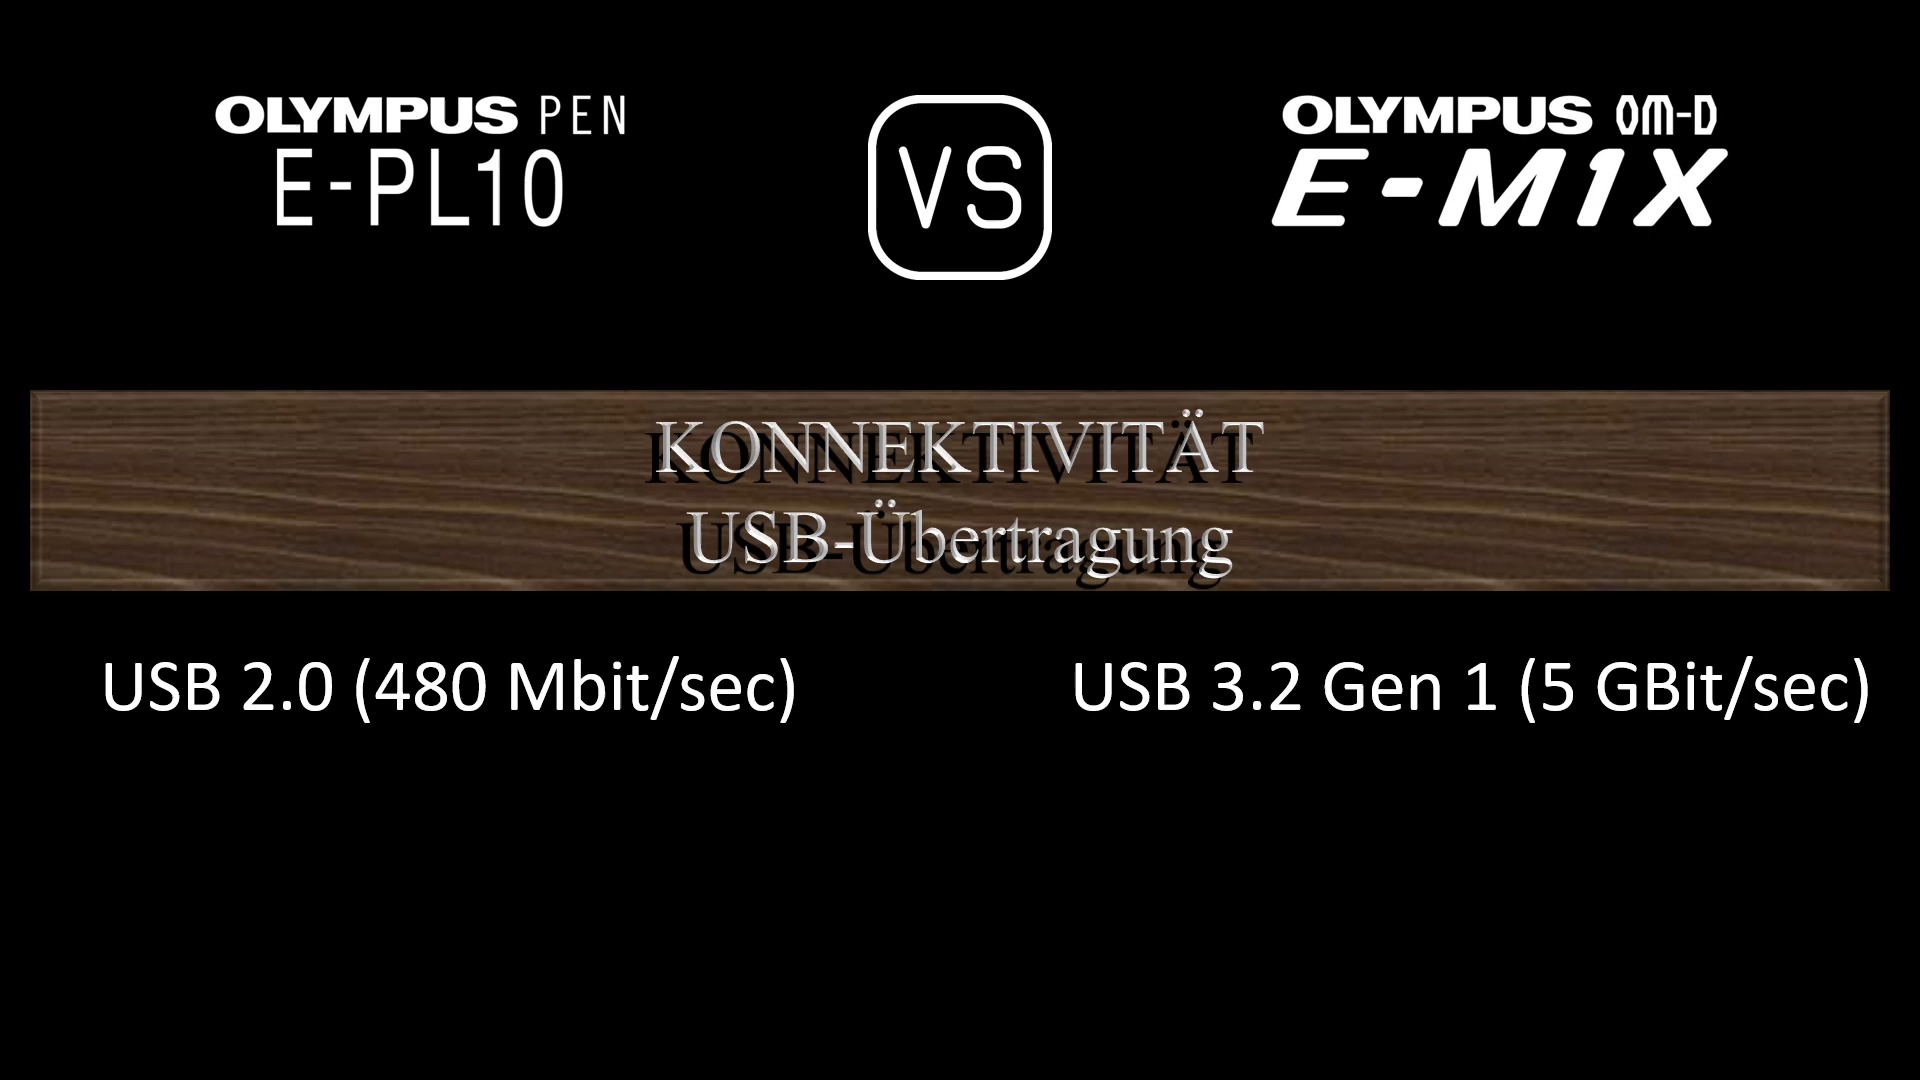 OLYMPUS PEN
E-PL10
VS
OLYMPUS OM-D
E-M1X
KONNEKTIVITÄT
USB-Übertragung
USB 2.0 (480 Mbit/sec)
USB 3.2 Gen 1 (5 GBit/sec)